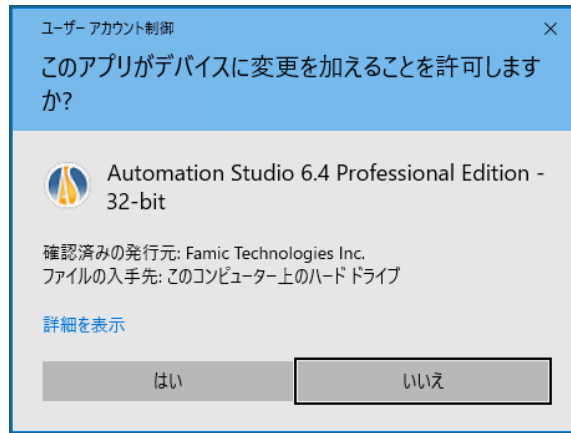 ユーザー アカウント制御
このアプリがデバイスに変更を加えることを許可します
か?
Automation Studio 6.4 Professional Edition -
32-bit
確認済みの発行元: Famic Technologies Inc.
ファイルの入手先: このコンピューター上のハード ドライブ
詳細を表示
はい
いいえ